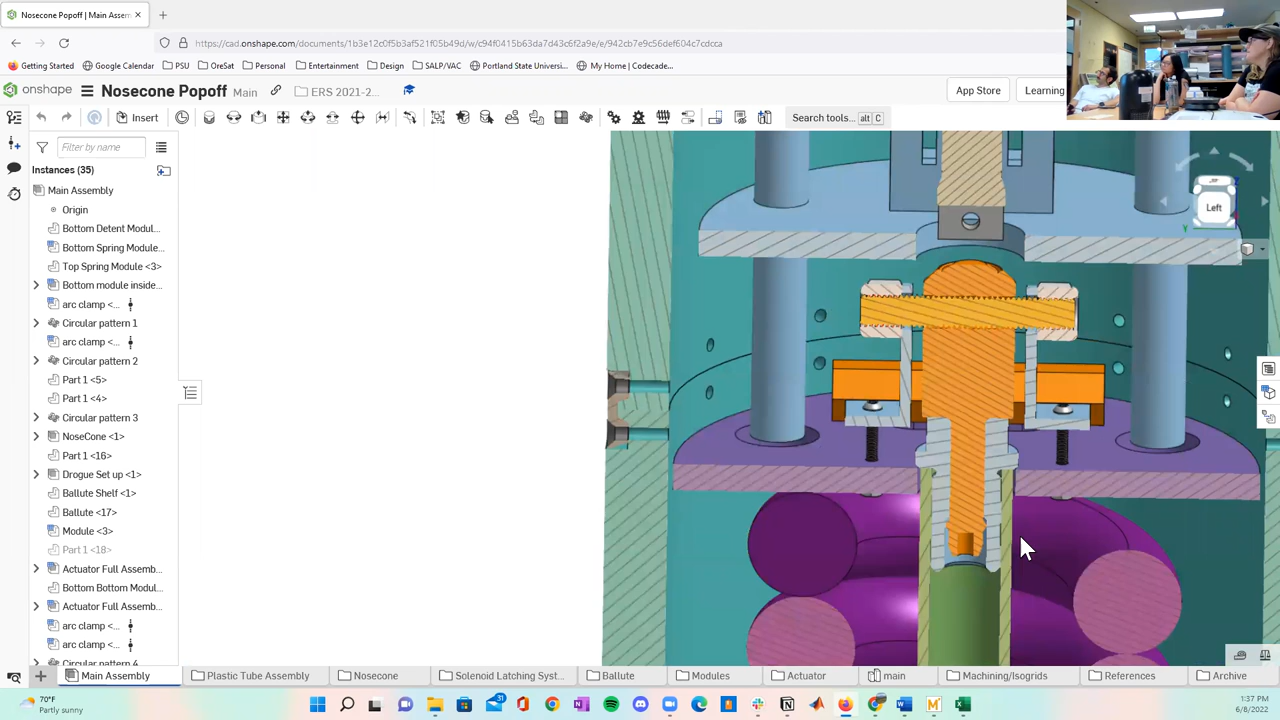 Nosecone Popoff | Main Assem
https://cad.onshape.com/documents/1b3e12c0f5b3af521f05bd4d/w/e04f0415b63da7d43c6f2a9e/e/942cb7e9c56def604c7cdcca
Getting Started
Google Calendar
PSU
OreSat
Personal
Entertainment
Design
SALP/VAC
Portland State Universi...
My Home | Codecade...
onshape
Nosecone Popoff
Main
ERS 2021-2...
App Store
Learning
Insert
Search tools...
alt
C
Filter by name
Instances (35)
Main Assembly
Origin
Bottom Detent Modul...
Bottom Spring Module...
Top Spring Module <3>
Bottom module inside...
arc clamp <...
Circular pattern 1
arc clamp <...
Circular pattern 2
Part 1 <5>
Part 1 <4>
Circular pattern 3
NoseCone <1>
Part 1 <16>
Drogue Set up <1>
Ballute Shelf <1>
Ballute <17>
Module <3>
Part 1 <18>
Actuator Full Assemb...
Bottom Bottom Modul...
Actuator Full Assemb...
arc clamp <...
arc clamp <...
Circular pattern 4
Left
Z
Y
Main Assembly
Plastic Tube Assembly
Nosecone
Solenoid Latching Syst...
Ballute
Modules
Actuator
main
Machining/Isogrids
References
Archive
70°F
Partly sunny
31
1:37 PM
6/8/2022